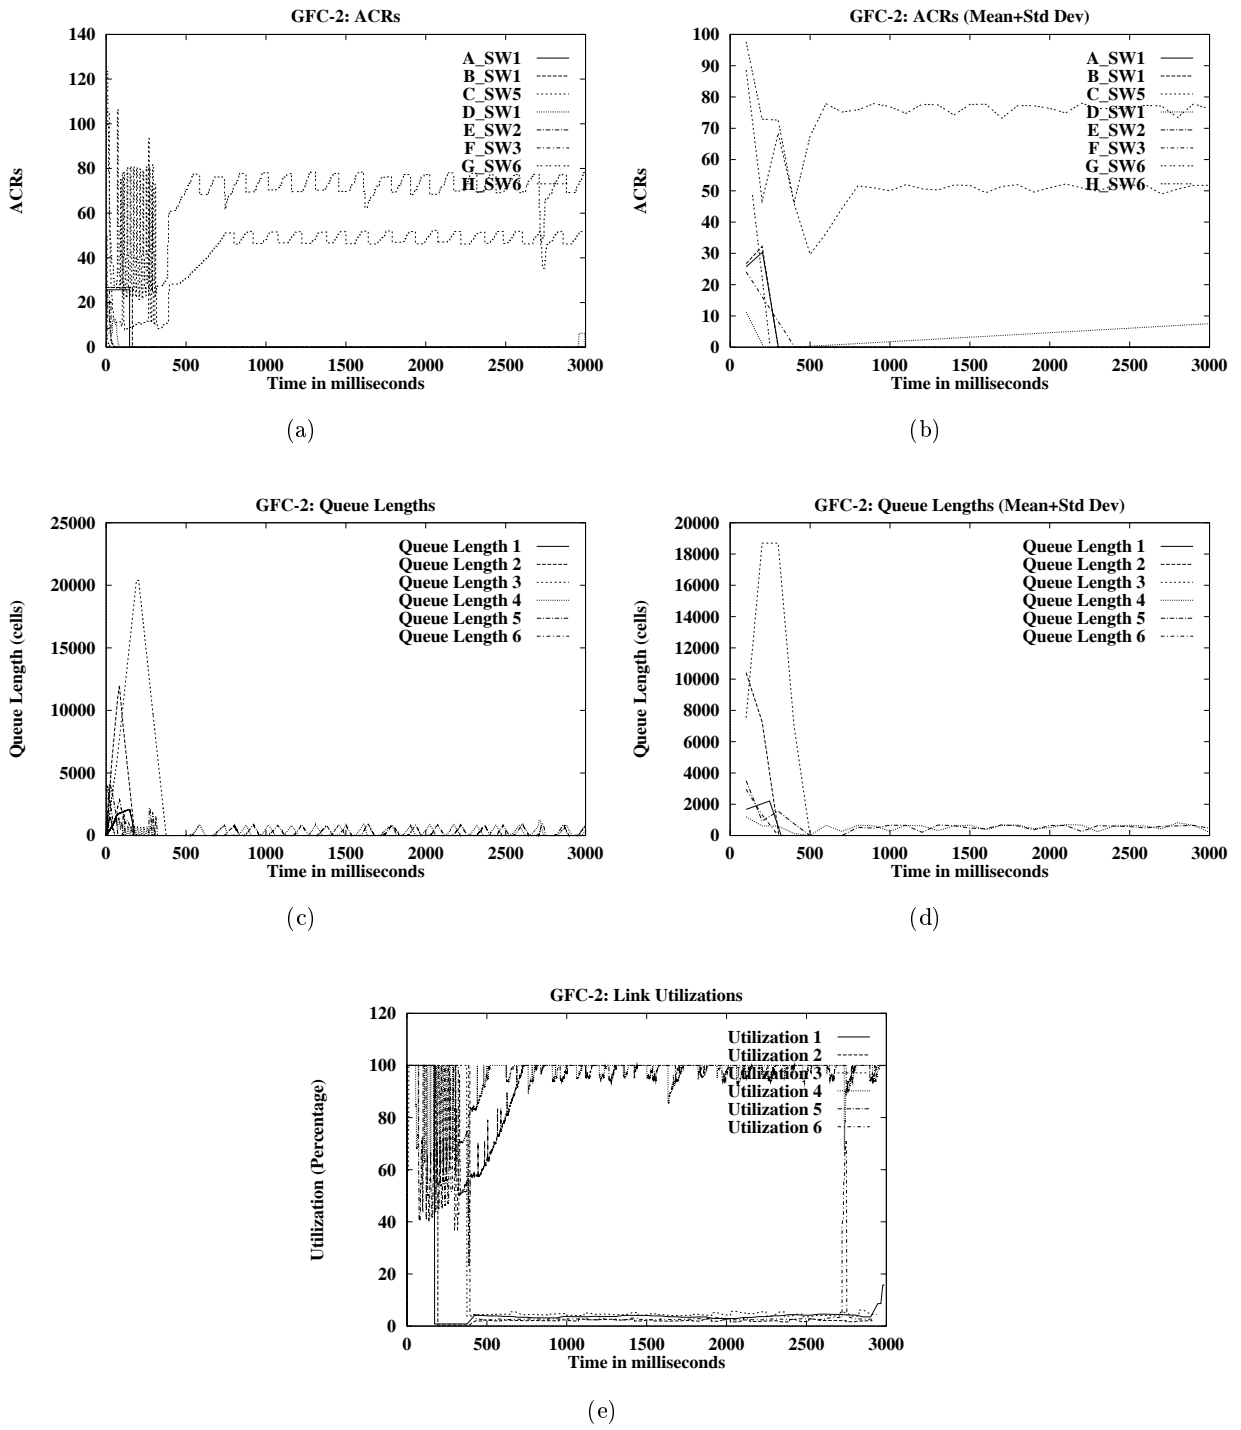 GFC-2: ACRs
140
120
100
80
60
40
20
0
ACRs
A_SW1
B_SW1
C_SW5
D_SW1
E_SW2
F_SW3
G_SW6
H_SW6
0 500 1000 1500 2000 2500 3000
Time in milliseconds
(a)
GFC-2: ACRs (Mean+Std Dev)
100
90
80
70
60
50
40
30
20
10
0
ACRs
A_SW1
B_SW1
C_SW5
D_SW1
E_SW2
F_SW3
G_SW6
H_SW6
0 500 1000 1500 2000 2500 3000
Time in milliseconds
(b)
GFC-2: Queue Lengths
25000
20000
15000
10000
5000
0
Queue Length (cells)
Queue Length 1
Queue Length 2
Queue Length 3
Queue Length 4
Queue Length 5
Queue Length 6
0 500 1000 1500 2000 2500 3000
Time in milliseconds
(c)
GFC-2: Queue Lengths (Mean+Std Dev)
20000
18000
16000
14000
12000
10000
8000
6000
4000
2000
0
Queue Length (cells)
Queue Length 1
Queue Length 2
Queue Length 3
Queue Length 4
Queue Length 5
Queue Length 6
0 500 1000 1500 2000 2500 3000
Time in milliseconds
(d)
GFC-2: Link Utilizations
120
100
80
60
40
20
0
Utilization (Percentage)
Utilization 1
Utilization 2
Utilization 3
Utilization 4
Utilization 5
Utilization 6
0 500 1000 1500 2000 2500 3000
Time in milliseconds
(e)